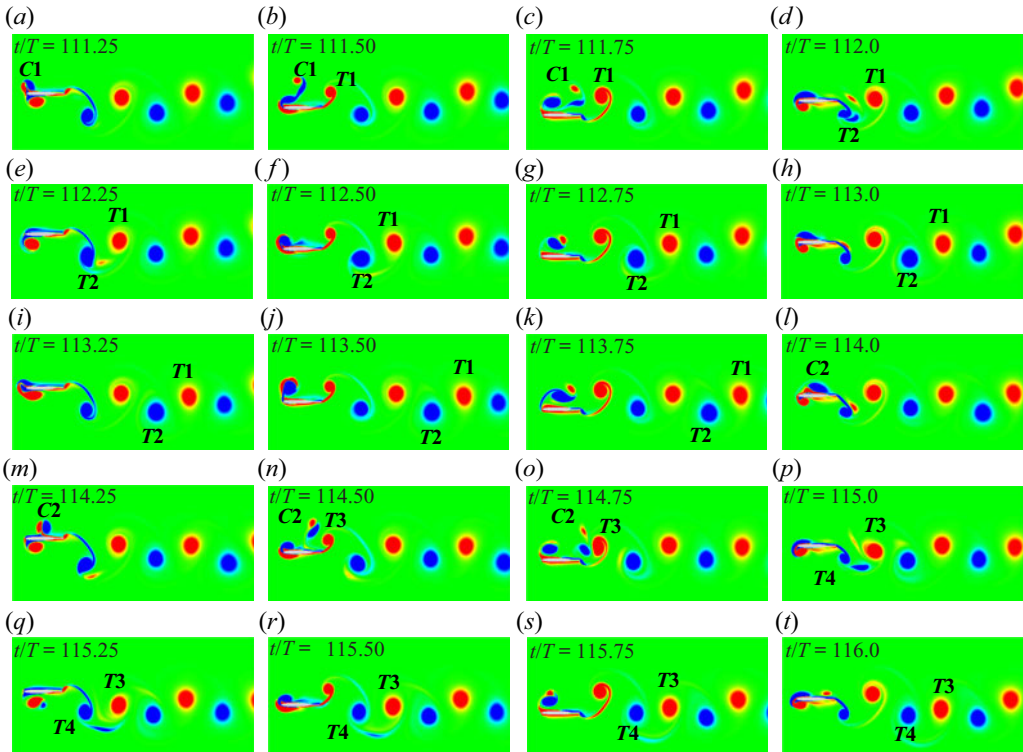 (a) (b) (c) (d)
t/T = 111.25 t/T = 111.50 t/T = 111.75 t/T = 112.0
C1 C1 T1 C1 T1 T1
T2
(e) (f) (g) (h)
t/T = 112.25 t/T = 112.50 t/T = 112.75 t/T = 113.0
T1 T1 T1 T1
T2 T2 T2 T2
(i) (j) (k) (l)
t/T = 113.25 t/T = 113.50 t/T = 113.75 t/T = 114.0
T1 T1 T1 C2
T2 T2 T2
(m) (n) (o) (p)
t/T = 114.25 t/T = 114.50 t/T = 114.75 t/T = 115.0
C2 C2 T3 C2 T3 T3
T4
(q) (r) (s) (t)
t/T = 115.25 t/T = 115.50 t/T = 115.75 t/T = 116.0
T3 T3 T3 T3
T4 T4 T4 T4